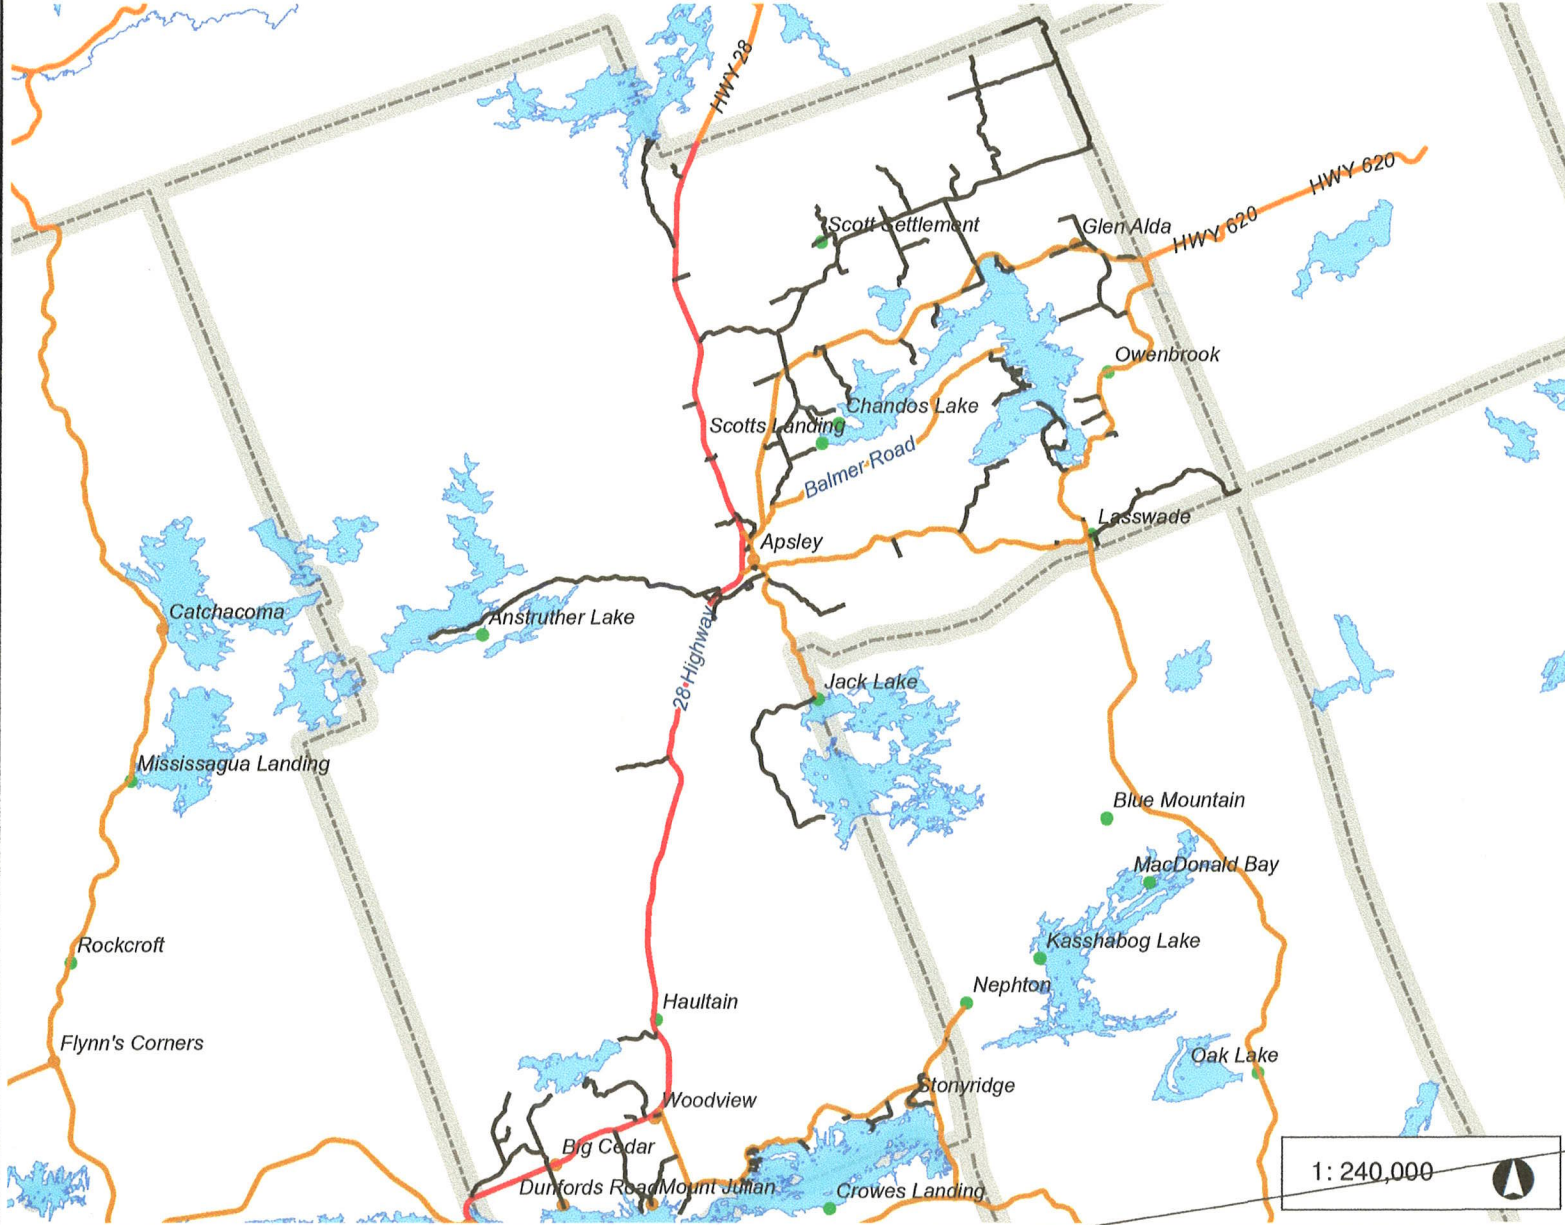 HWY 28
HWY 620
HWY 620
Scott Settlement
Glen Alda
Owenbrook
Chandos Lake
Scotts Landing
Balmer Road
Lasswade
Apsley
Catchacoma
Anstruther Lake
28 Highway
Jack Lake
Mississagua Landing
Blue Mountain
MacDonald Bay
Rockcroft
Kasshabog Lake
Nephton
Haultain
Flynn's Corners
Oak Lake
Stonyridge
Woodview
Big Cedar
Dunfords Road
Mount Julian
Crowes Landing
1: 240,000